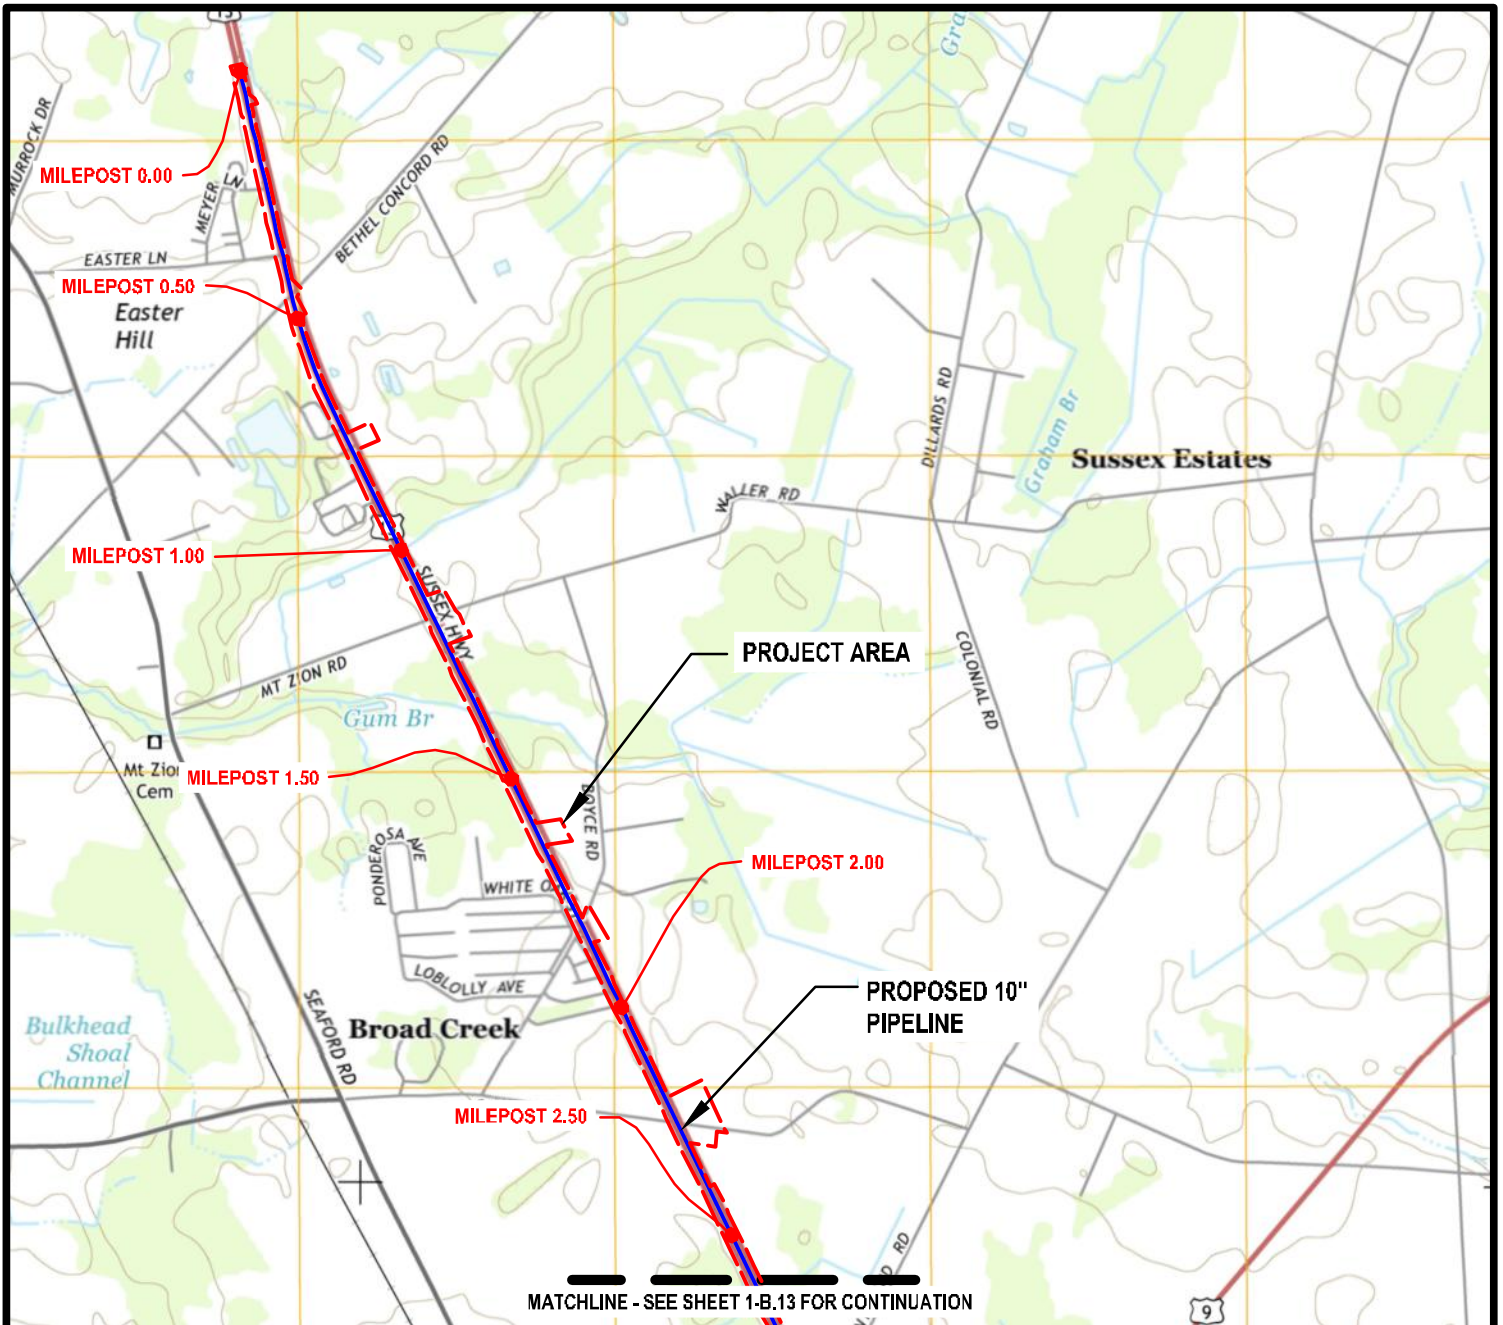 Gra
MURROCK DR
MILEPOST 0.00
MEYER LN
BETHEL CONCORD RD
EASTER LN
MILEPOST 0.50
Easter
Hill
DILLARDS RD
Graham Br
Sussex Estates
WALLER RD
MILEPOST 1.00
SUSSEX HWY
PROJECT AREA
COLONIAL RD
MT ZION RD
Gum Br
Mt Zion
Cem
MILEPOST 1.50
BOYCE RD
PONDEROSA AVE
MILEPOST 2.00
WHITE
LOBLOLLY AVE
PROPOSED 10"
PIPELINE
SEAFORD RD
Broad Creek
Bulkhead
Shoal
Channel
MILEPOST 2.50
RD
MATCHLINE - SEE SHEET 1-B.13 FOR CONTINUATION
9